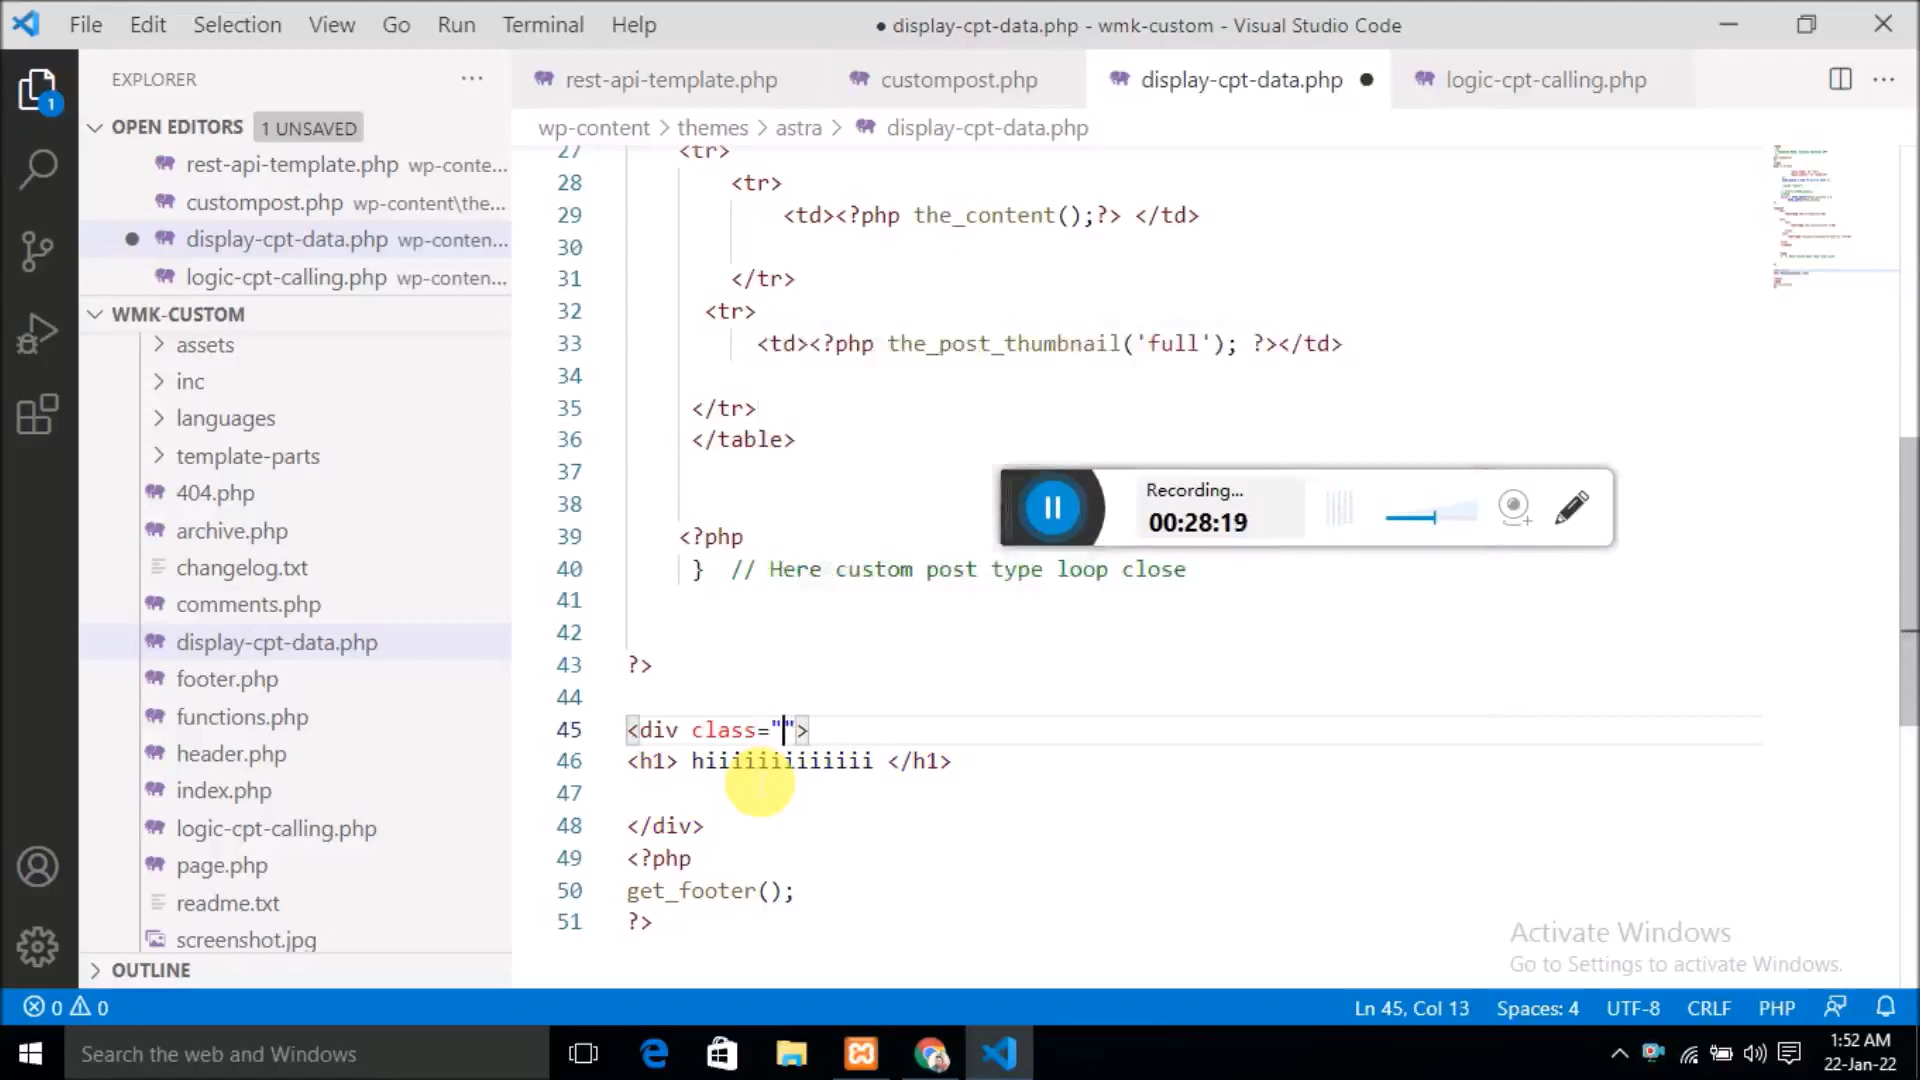 File Edit Selection View Go Run Terminal Help
● display-cpt-data.php - wmk-custom - Visual Studio Code
EXPLORER
rest-api-template.php
custompost.php
display-cpt-data.php
logic-cpt-calling.php
wp-content > themes > astra > display-cpt-data.php
1
OPEN EDITORS 1 UNSAVED
rest-api-template.php wp-conte...
custompost.php wp-content\the...
display-cpt-data.php wp-conten...
logic-cpt-calling.php wp-conten...
WMK-CUSTOM
assets
inc
languages
template-parts
404.php
archive.php
changelog.txt
comments.php
display-cpt-data.php
footer.php
functions.php
header.php
index.php
logic-cpt-calling.php
page.php
readme.txt
screenshot.jpg
OUTLINE
27 <tr>
28 <tr>
29 <td><?php the_content();?> </td>
30
31 </tr>
32 <tr>
33 <td><?php the_post_thumbnail('full'); ?></td>
34
35 </tr>
36 </table>
37
38
39 <?php
40 } // Here custom post type loop close
41
42
43 ?>
44
45 <div class="">
46 <h1> hiiiiiiiiiiiii </h1>
47
48 </div>
49 <?php
50 get_footer();
51 ?>
Recording...
00:28:19
Activate Windows
Go to Settings to activate Windows.
0 0
Ln 45, Col 13 Spaces: 4 UTF-8 CRLF PHP
Search the web and Windows
1:52 AM
22-Jan-22